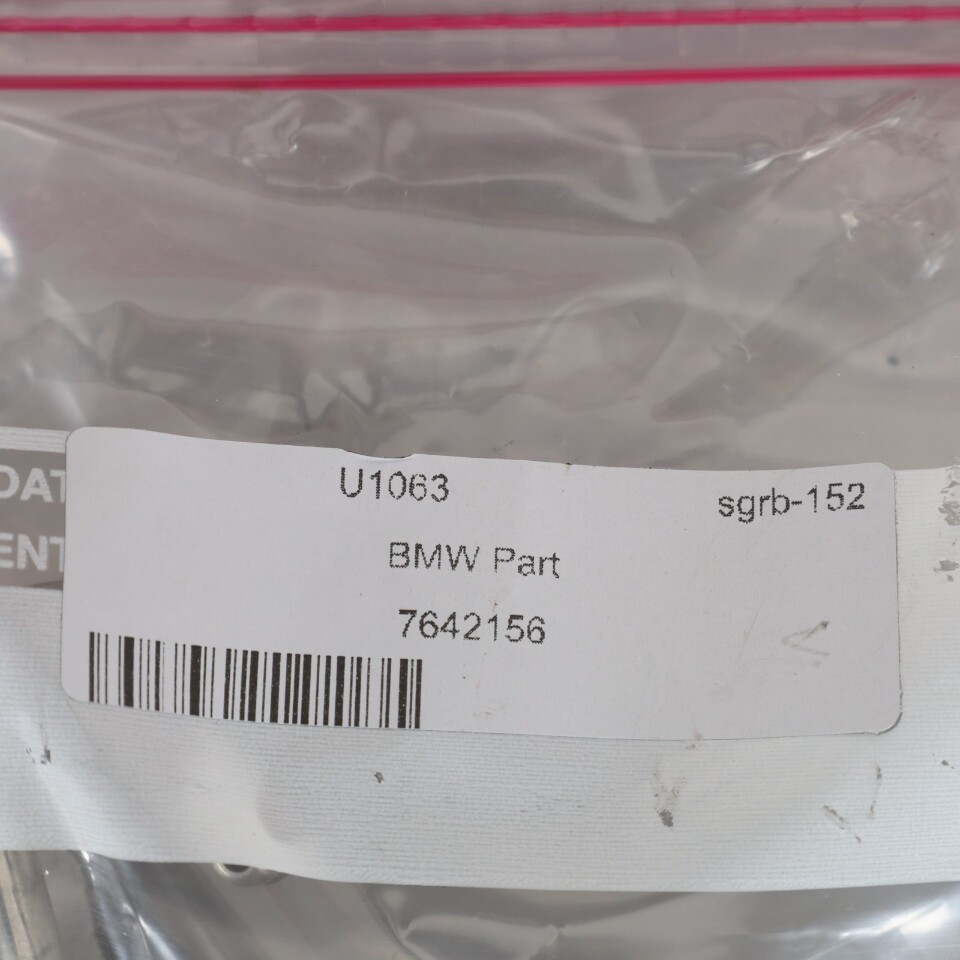 DAT
ENT
U1063
sgrb-152
BMW Part
7642156